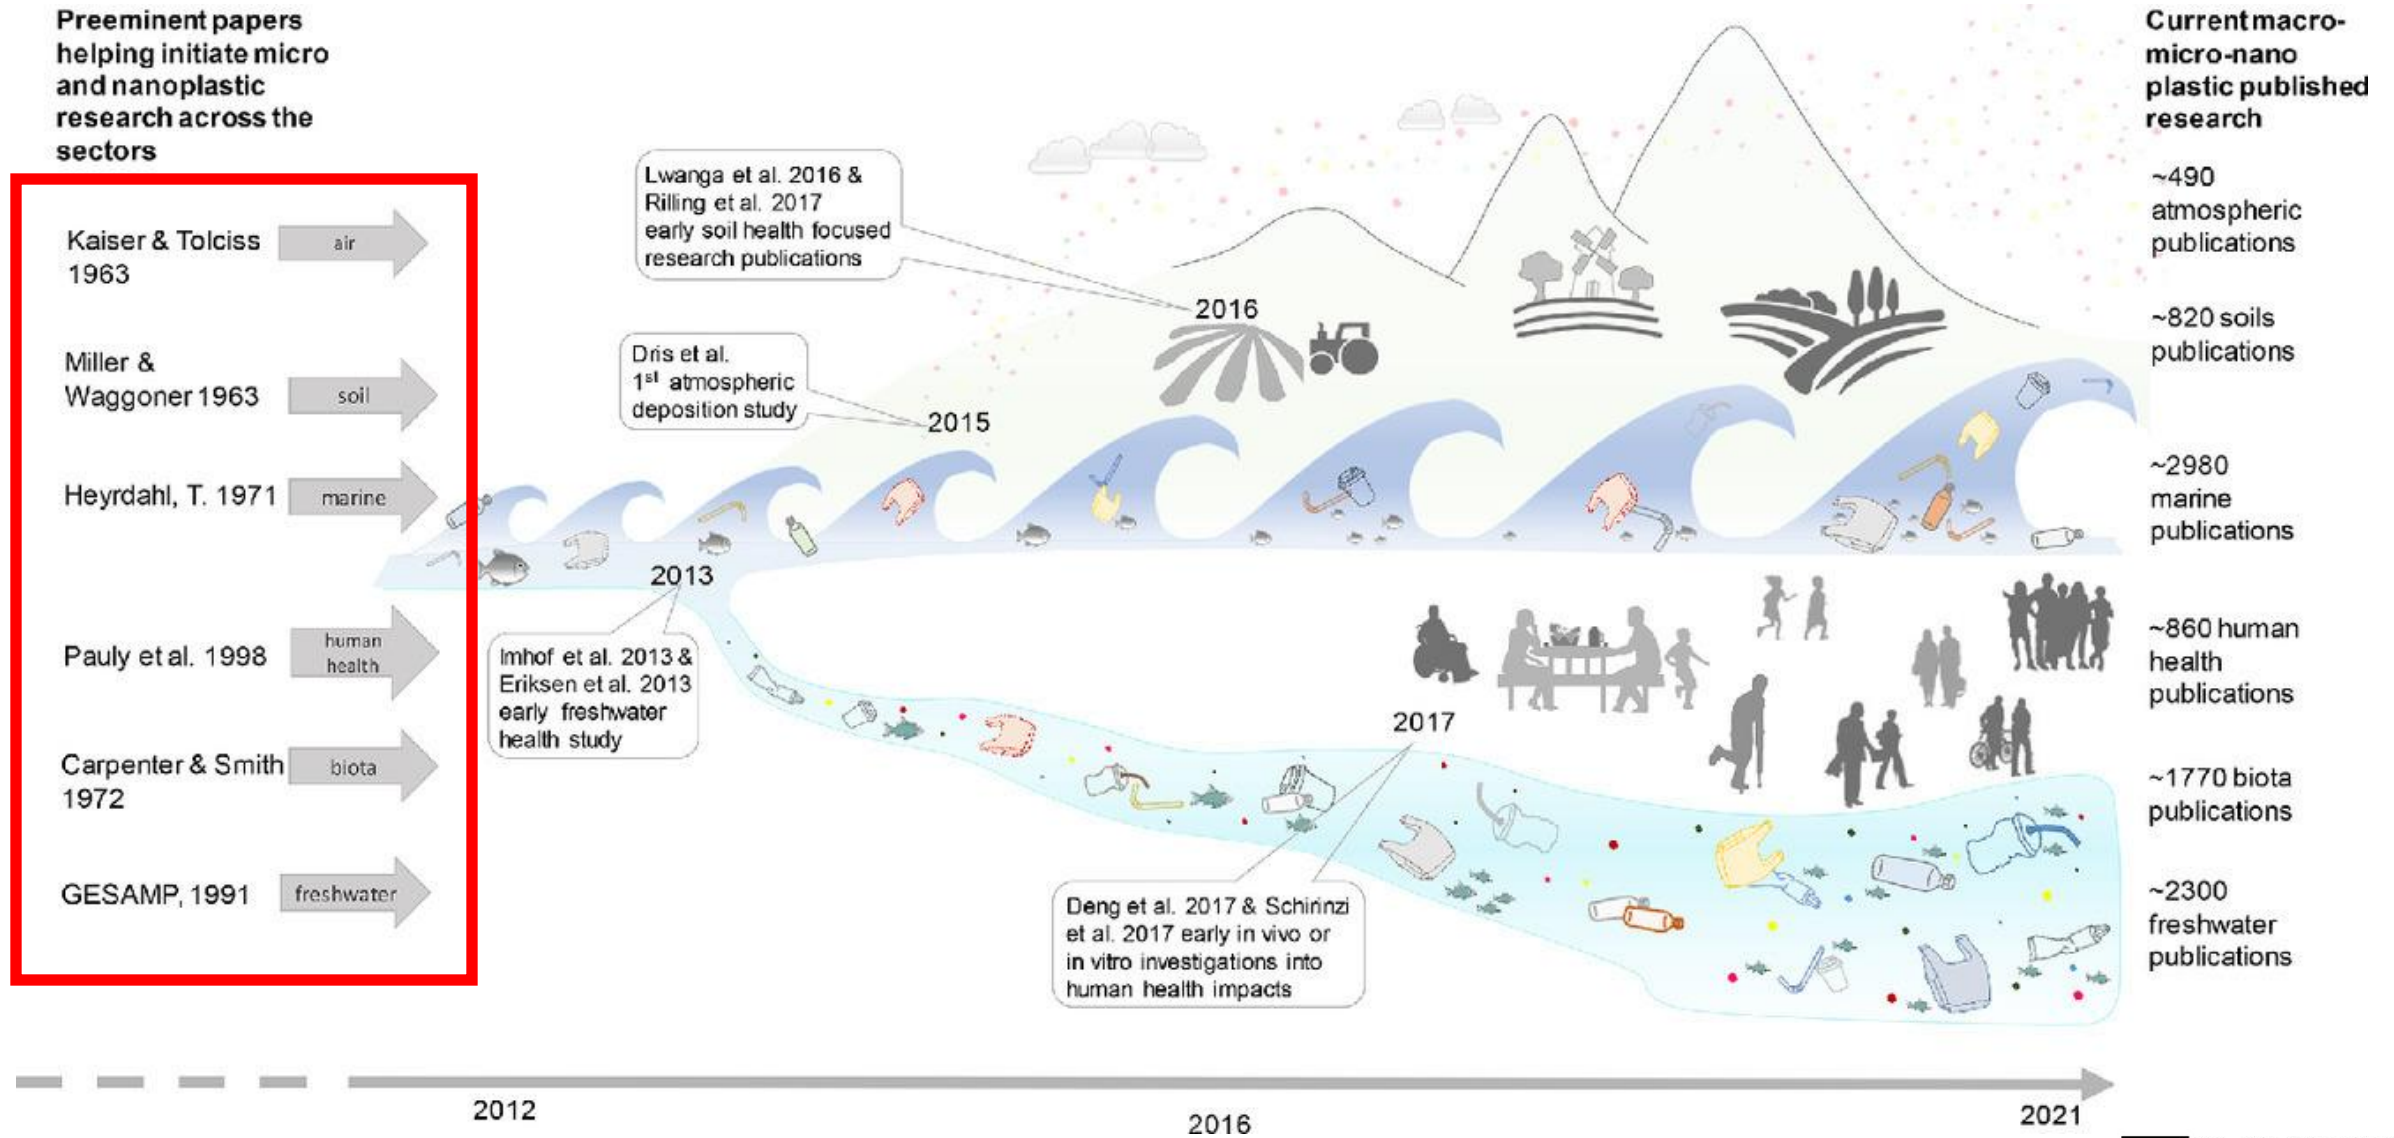 Preeminent papers
helping initiate micro
and nanoplastic
research across the
sectors
Kaiser & Tolciss
1963
air
Miller &
Waggoner 1963
soil
Heyrdahl, T. 1971
marine
Pauly et al. 1998
human
health
Carpenter & Smith
1972
biota
GESAMP, 1991
freshwater
Lwanga et al. 2016 &
Rilling et al. 2017
early soil health focused
research publications
2016
Dris et al.
1st atmospheric
deposition study
2015
2013
Imhof et al. 2013 &
Eriksen et al. 2013
early freshwater
health study
2017
Deng et al. 2017 & Schirinzi
et al. 2017 early in vivo or
in vitro investigations into
human health impacts
Current macro-
micro-nano
plastic published
research
~490
atmospheric
publications
~820 soils
publications
~2980
marine
publications
~860 human
health
publications
~1770 biota
publications
~2300
freshwater
publications
2012
2016
2021